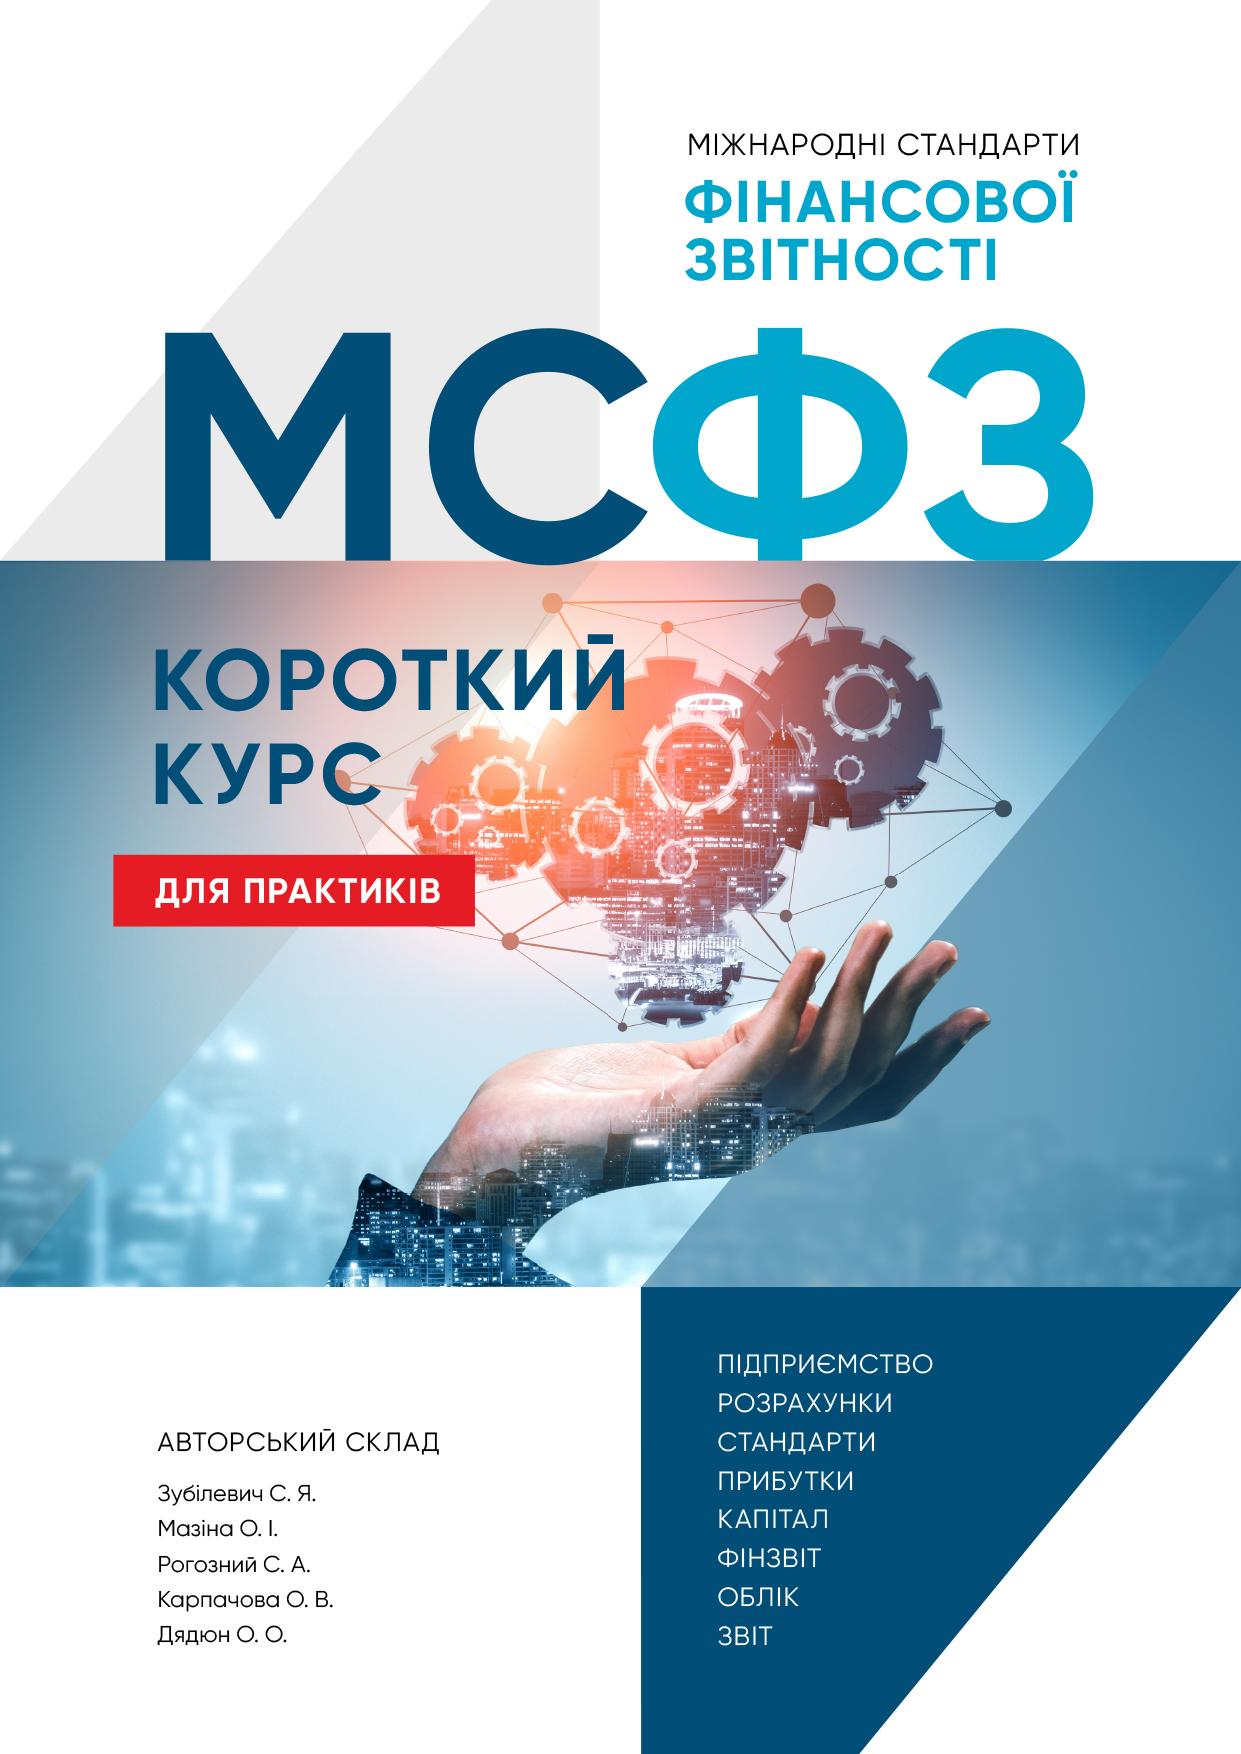 МІЖНАРОДНІ СТАНДАРТИ
ФІНАНСОВОЇ
ЗВІТНОСТІ
МСФЗ
КОРОТКИЙ
КУРС
ДЛЯ ПРАКТИКІВ
АВТОРСЬКИЙ СКЛАД
Зубілевич С. Я.
Мазіна О. І.
Рогозний С. А.
Карпачова О. В.
Дядюн О. О.
ПІДПРИЄМСТВО
РОЗРАХУНКИ
СТАНДАРТИ
ПРИБУТКИ
КАПІТАЛ
ФІНЗВІТ
ОБЛІК
ЗВІТ